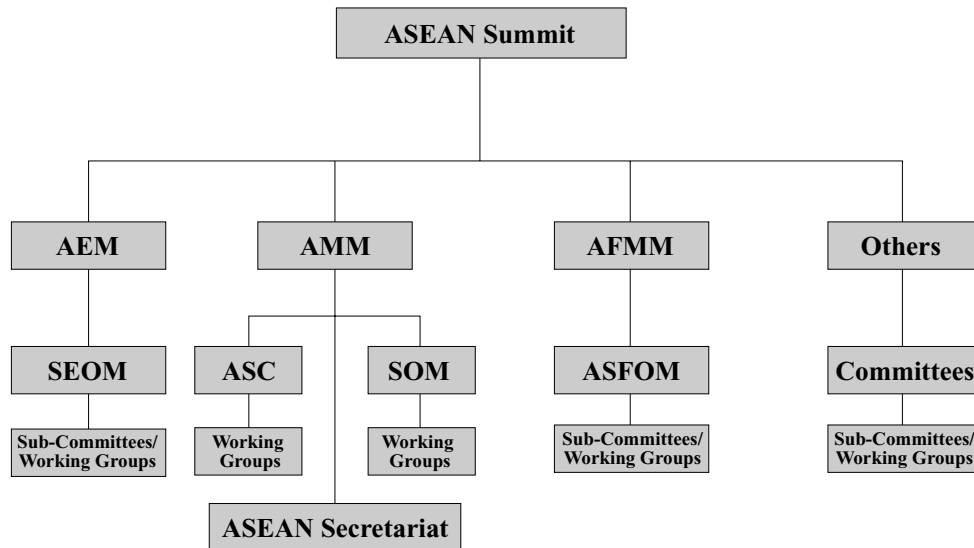 ASEAN Summit
AEM
AMM
AFMM
Others
SEOM
ASC
SOM
ASFOM
Committees
Sub-Committees/
Working Groups
Working
Groups
Working
Groups
Sub-Committees/
Working Groups
Sub-Committees/
Working Groups
ASEAN Secretariat